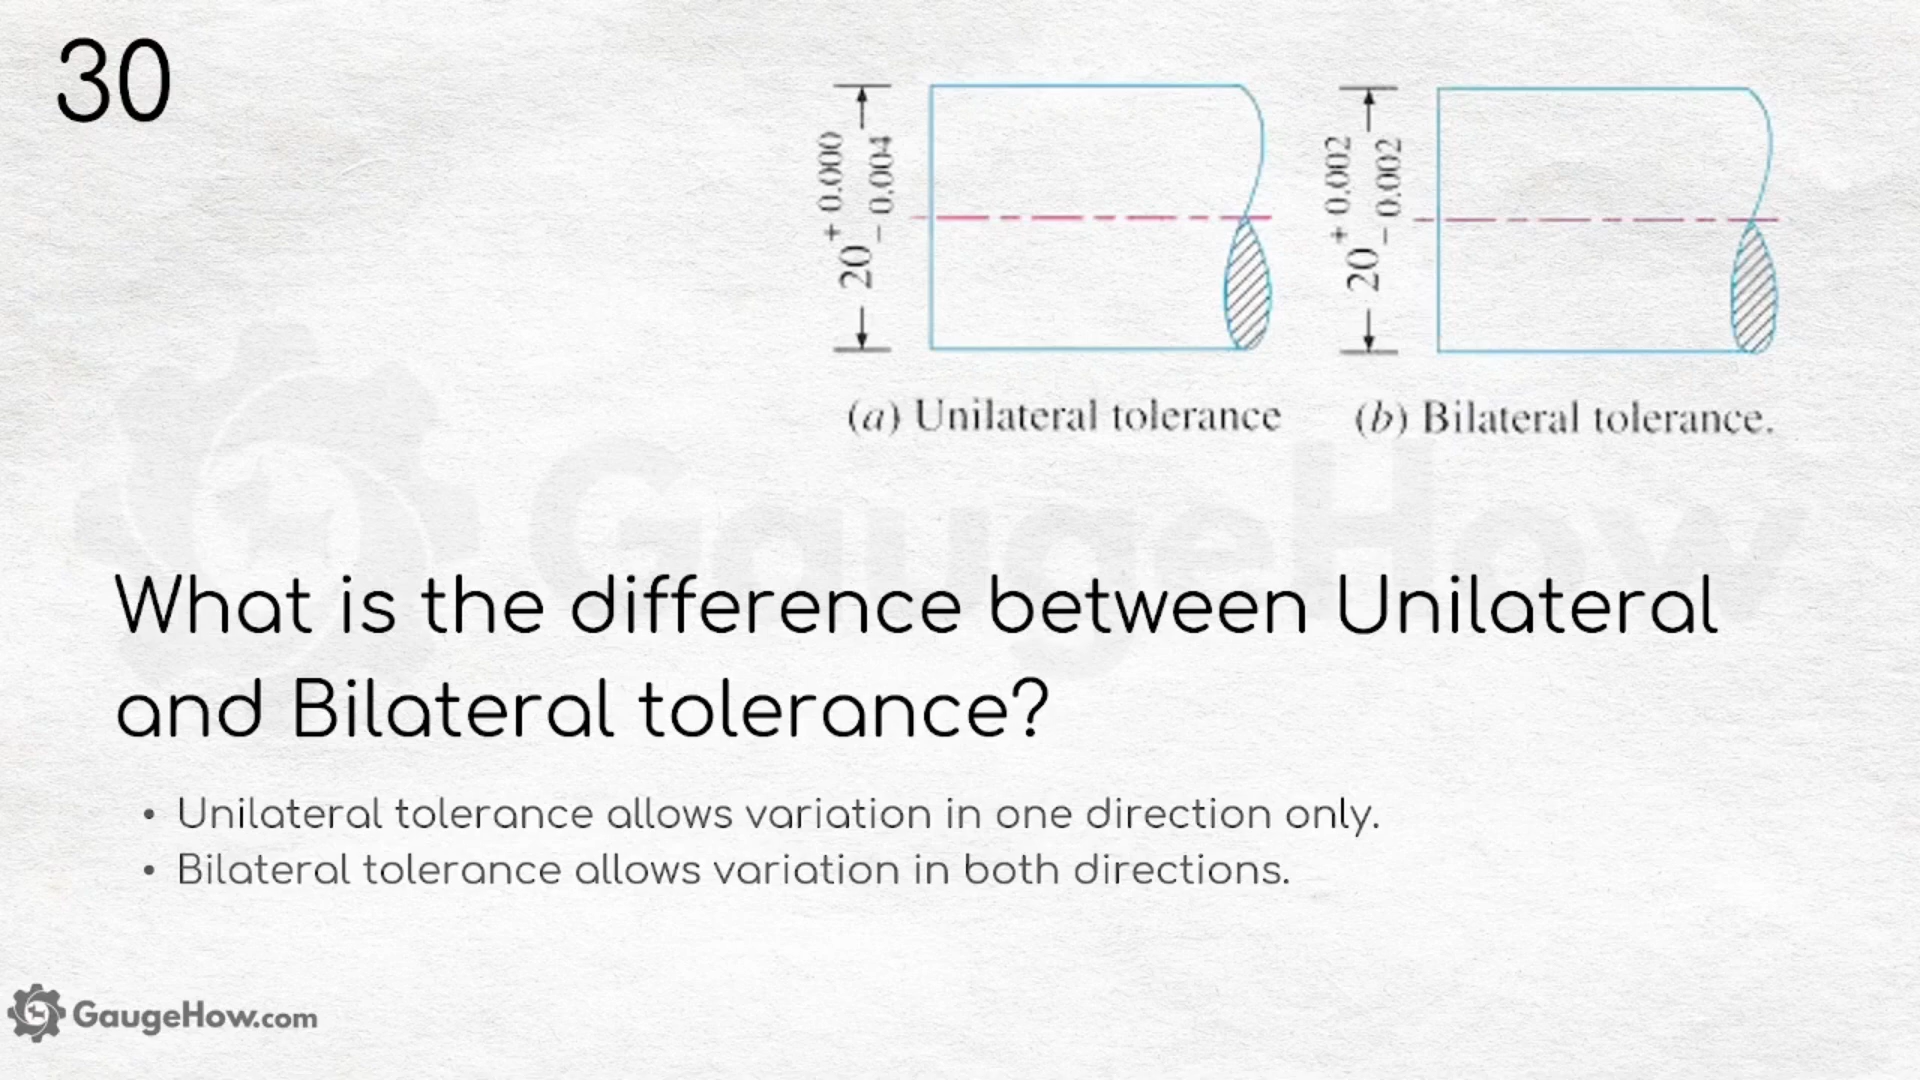 30
20 + 0.000 - 0.004
20 + 0.002 - 0.002
(a) Unilateral tolerance
(b) Bilateral tolerance.
GaugeHow
What is the difference between Unilateral
and Bilateral tolerance?
• Unilateral tolerance allows variation in one direction only.
• Bilateral tolerance allows variation in both directions.
GaugeHow.com